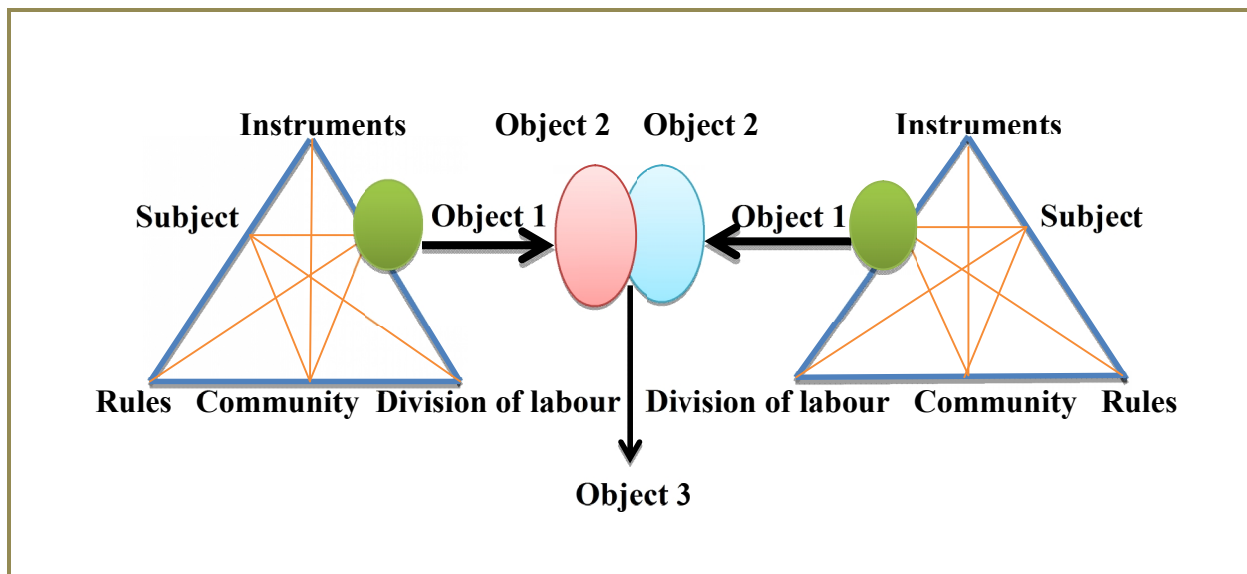 Instruments Object 2 Object 2 Instruments
Subject Object 1 Object 1 Subject
Rules Community Division of labour Division of labour Community Rules
Object 3